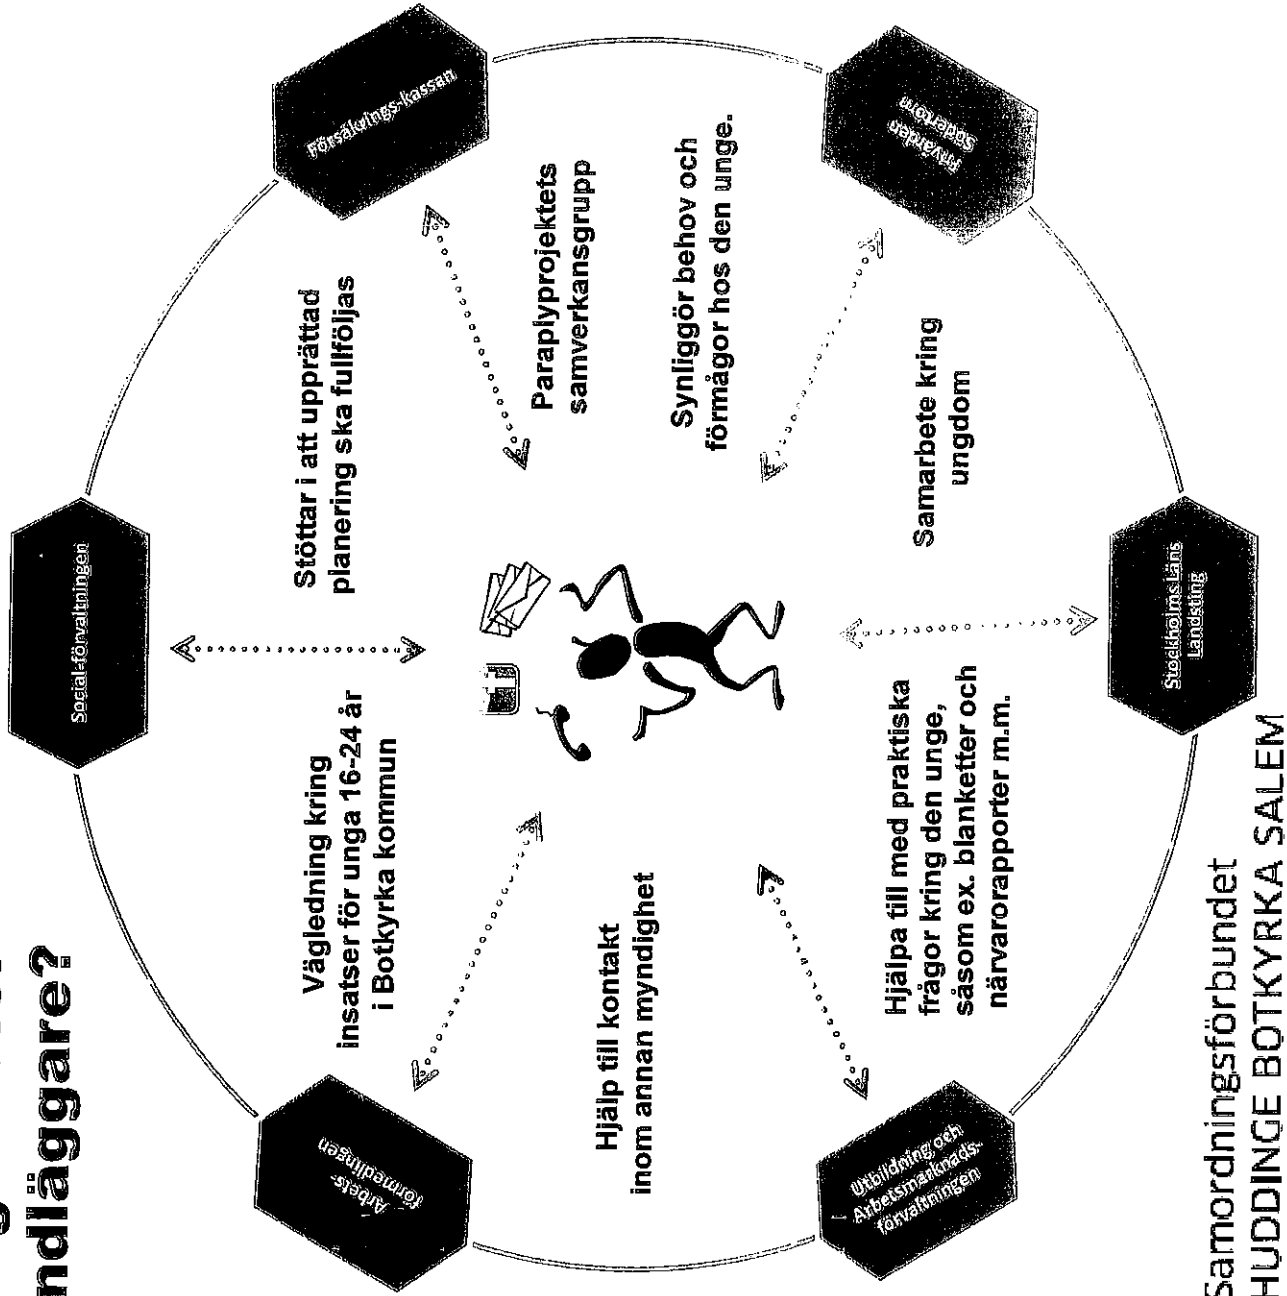 ndläggare?
Social-förvaltningen
Försäkrings-kassan
Frivården
Södertörn
Stockholms Läns
Landsting
Utbildning och
Arbetsmarknads-
förvaltningen
Arbets-
förmedlingen
Vägledning kring
insatser för unga 16-24 år
i Botkyrka kommun
Stöttar i att upprättad
planering ska fullföljas
Paraplyprojektets
samverkansgrupp
Synliggör behov och
förmågor hos den unge.
Samarbete kring
ungdom
Hjälpa till med praktiska
frågor kring den unge,
såsom ex. blanketter och
närvarorapporter m.m.
Hjälp till kontakt
inom annan myndighet
Samordningsförbundet
HUDDINGE BOTKYRKA SALEM